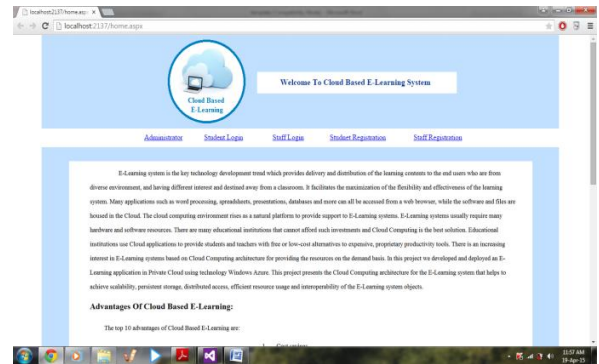 localhost:2137/home.asp
localhost:2137/home.aspx
Cloud Based
E-Learning
Welcome To Cloud Based E-Learning System
Administrator Student Login Staff Login Studnet Registration Staff Registration
E-Learning system is the key technology development trend which provides delivery and distribution of the learning contents to the end users who are from
diverse environment, and having different interest and destined away from a classroom. It facilitates the maximization of the flexibility and effectiveness of the learning
system. Many applications such as word processing, spreadsheets, presentations, databases and more can all be accessed from a web browser, while the software and files are
housed in the Cloud. The cloud computing environment rises as a natural platform to provide support to E-Learning systems. E-Learning systems usually require many
hardware and software resources. There are many educational institutions that cannot afford such investments and Cloud Computing is the best solution. Educational
institutions use Cloud applications to provide students and teachers with free or low-cost alternatives to expensive, proprietary productivity tools. There is an increasing
interest in E-Learning systems based on Cloud Computing architecture for providing the resources on the demand basis. In this project we developed and deployed an E-
Learning application in Private Cloud using technology Windows Azure. This project presents the Cloud Computing architecture for the E-Learning system that helps to
achieve scalability, persistent storage, distributed access, efficient resource usage and interoperability of the E-Learning system objects.
Advantages Of Cloud Based E-Learning:
The top 10 advantages of Cloud Based E-Learning are:
11:57 AM
19-Apr-15